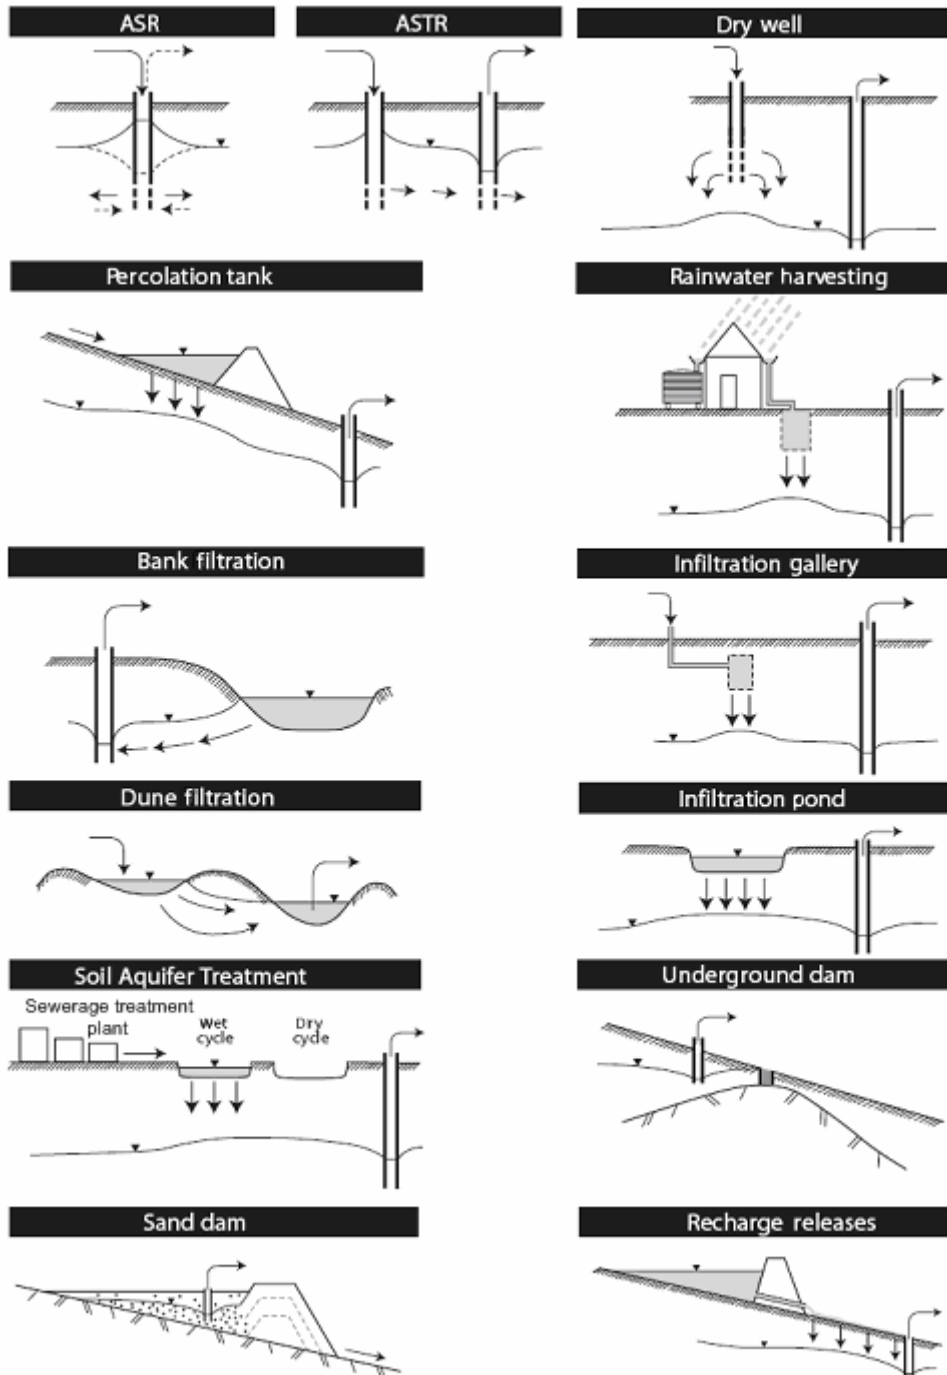 ASR
ASTR
Dry well
Percolation tank
Rainwater harvesting
Bank filtration
Infiltration gallery
Dune filtration
Infiltration pond
Soil Aquifer Treatment
Underground dam
Sewerage treatment
plant
Wet
cycle
Dry
cycle
Sand dam
Recharge releases